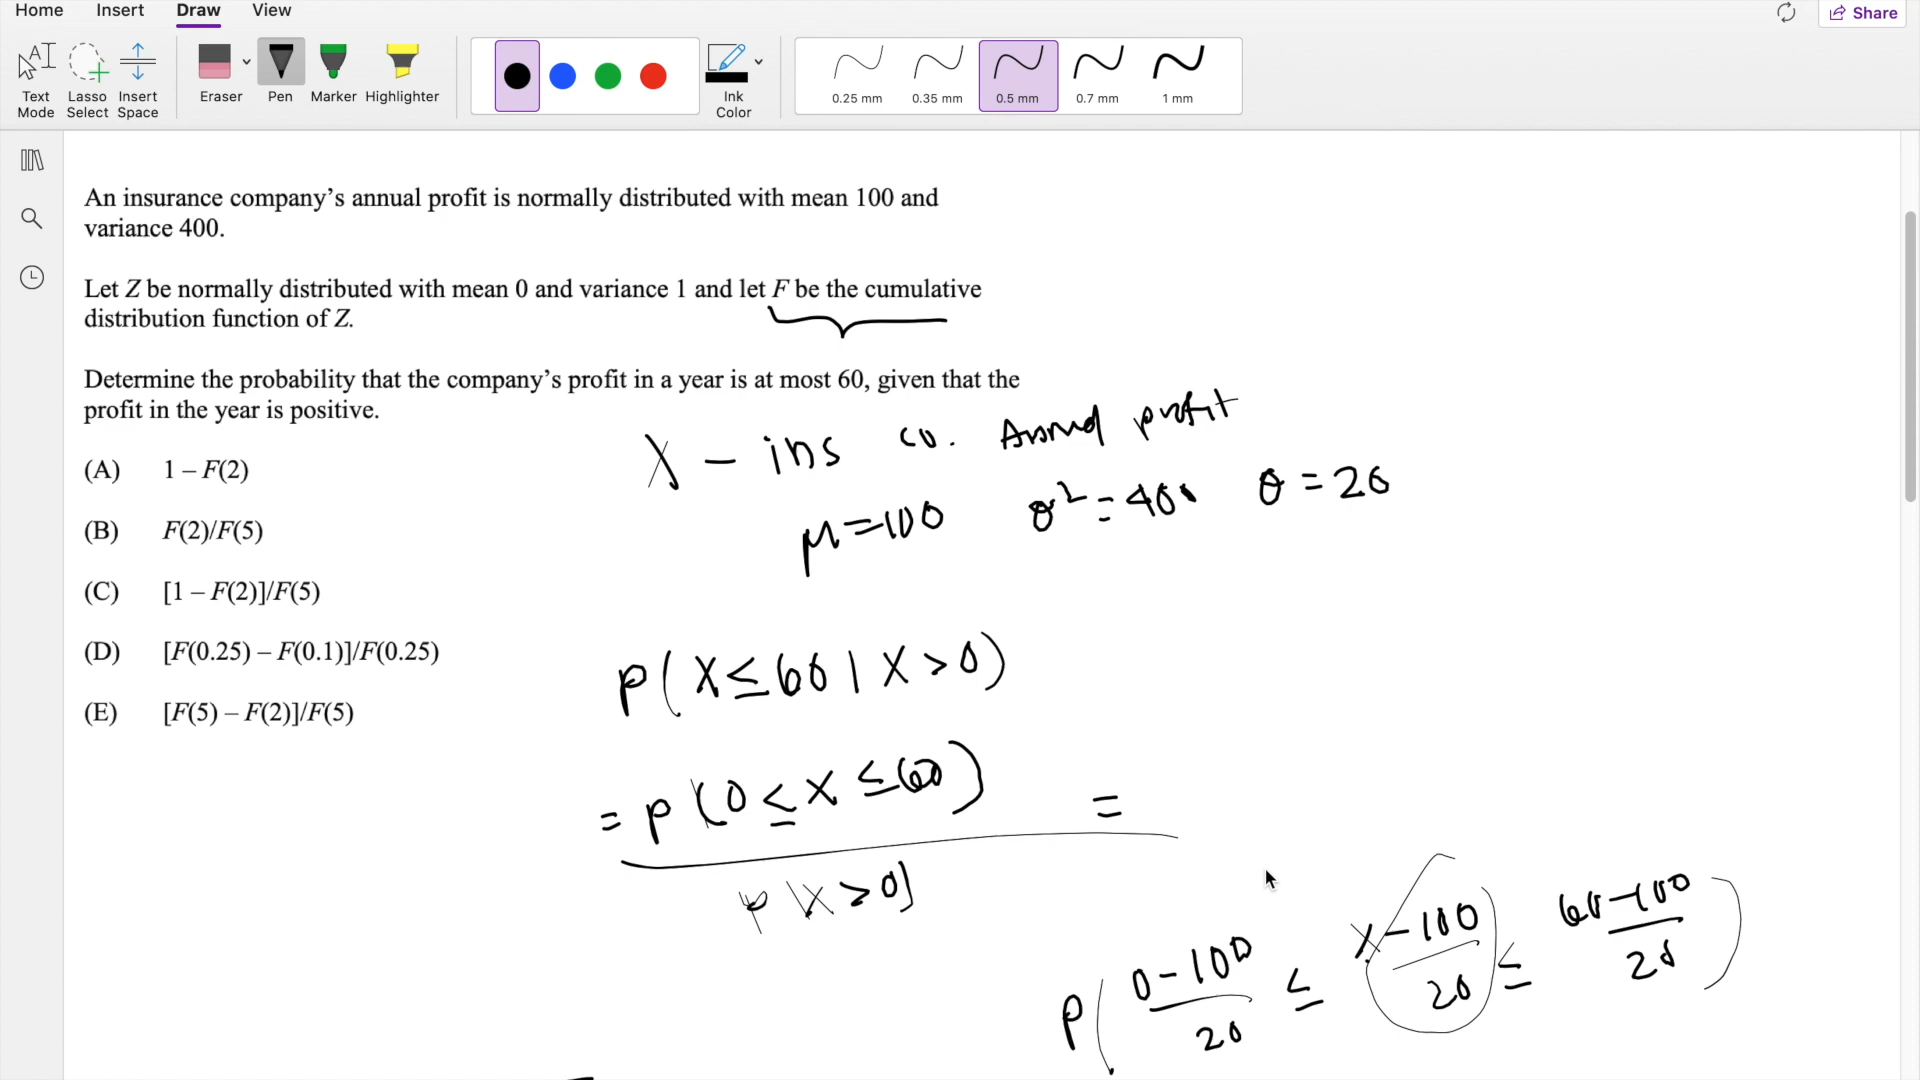 Home Insert Draw View
Share
Text Mode
Lasso Select
Insert Space
Eraser
Pen
Marker
Highlighter
Ink Color
0.25 mm
0.35 mm
0.5 mm
0.7 mm
1 mm
An insurance company’s annual profit is normally distributed with mean 100 and
variance 400.
Let Z be normally distributed with mean 0 and variance 1 and let F be the cumulative
distribution function of Z.
Determine the probability that the company’s profit in a year is at most 60, given that the
profit in the year is positive.
X – ins co. Annual profit
(A) 1 – F(2)
μ = 100 σ² = 400 σ = 20
(B) F(2)/F(5)
(C) [1 – F(2)]/F(5)
(D) [F(0.25) – F(0.1)]/F(0.25)
P(X ≤ 60 | X > 0)
(E) [F(5) – F(2)]/F(5)
= P(0 ≤ X ≤ 60) =
P(X > 0)
P(0 – 100 / 20 ≤ X – 100 / 20 ≤ 60 – 100 / 20)